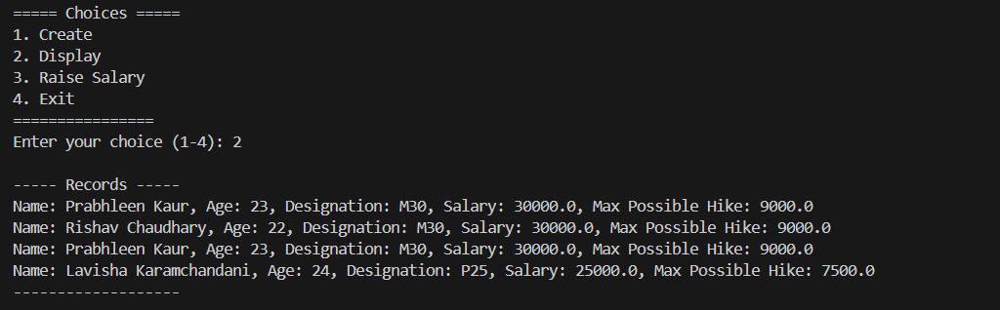 ===== Choices =====
1. Create
2. Display
3. Raise Salary
4. Exit
================
Enter your choice (1-4): 2
----- Records -----
Name: Prabhleen Kaur, Age: 23, Designation: M30, Salary: 30000.0, Max Possible Hike: 9000.0
Name: Rishav Chaudhary, Age: 22, Designation: M30, Salary: 30000.0, Max Possible Hike: 9000.0
Name: Prabhleen Kaur, Age: 23, Designation: M30, Salary: 30000.0, Max Possible Hike: 9000.0
Name: Lavisha Karamchandani, Age: 24, Designation: P25, Salary: 25000.0, Max Possible Hike: 7500.0
-------------------